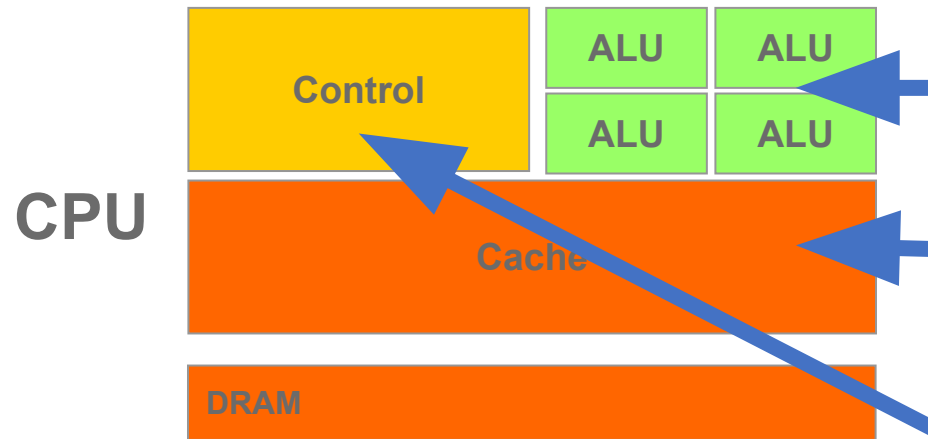 ALU ALU
Control
ALU ALU
CPU
Cache
DRAM